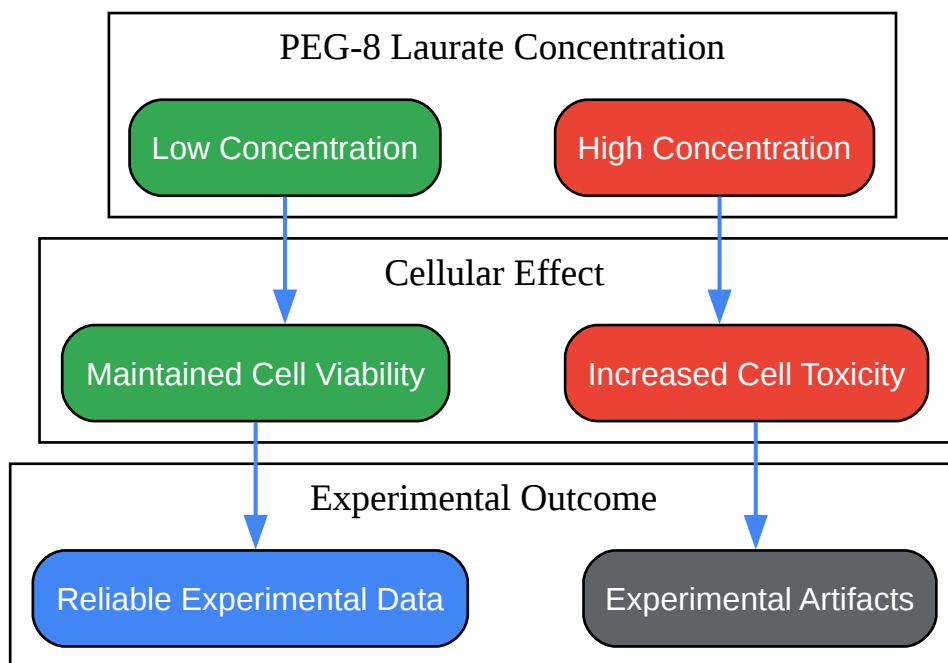 PEG-8 Laurate Concentration
Low Concentration
High Concentration
Cellular Effect
Maintained Cell Viability
Increased Cell Toxicity
Experimental Outcome
Reliable Experimental Data
Experimental Artifacts